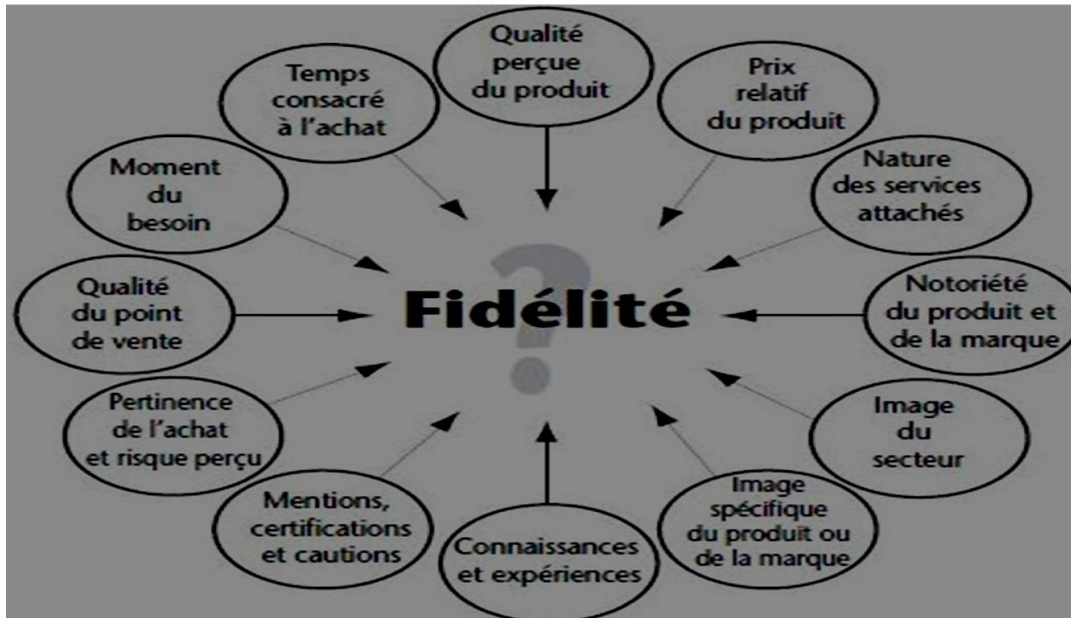 Qualité
perçue
du produit
Prix
relatif
du produit
Nature
des services
attachés
Notoriété
du produit et
de la marque
Image
du
secteur
Image
spécifique
du produit ou
de la marque
Connaissances
et expériences
Mentions,
certifications
et cautions
Pertinence
de l'achat
et risque perçu
Qualité
du point
de vente
Moment
du
besoin
Temps
consacré
à l'achat
?
Fidélité